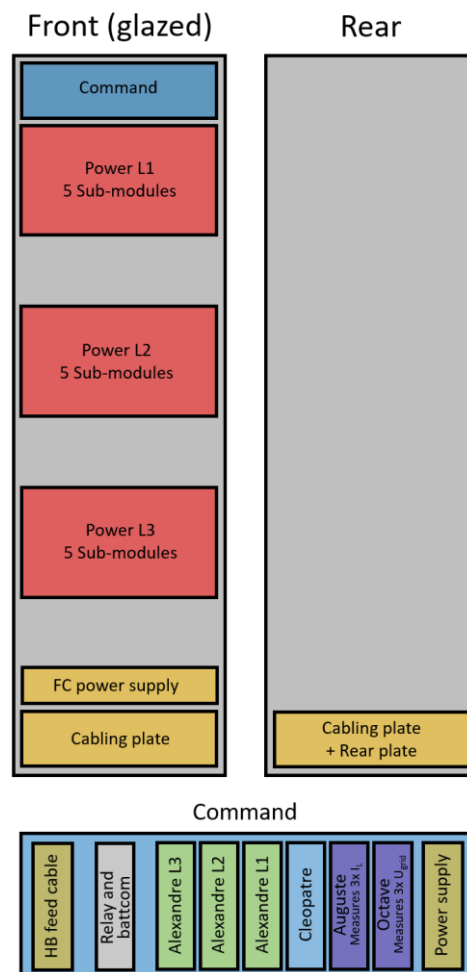 Front (glazed)
Rear
Command
Power L1
5 Sub-modules
Power L2
5 Sub-modules
Power L3
5 Sub-modules
FC power supply
Cabling plate
Cabling plate
+ Rear plate
Command
HB feed cable
Relay and
battcom
Alexandre L3
Alexandre L2
Alexandre L1
Cleopatre
Auguste
Measures 3x I_L
Octave
Measures 3x U_grid
Power supply